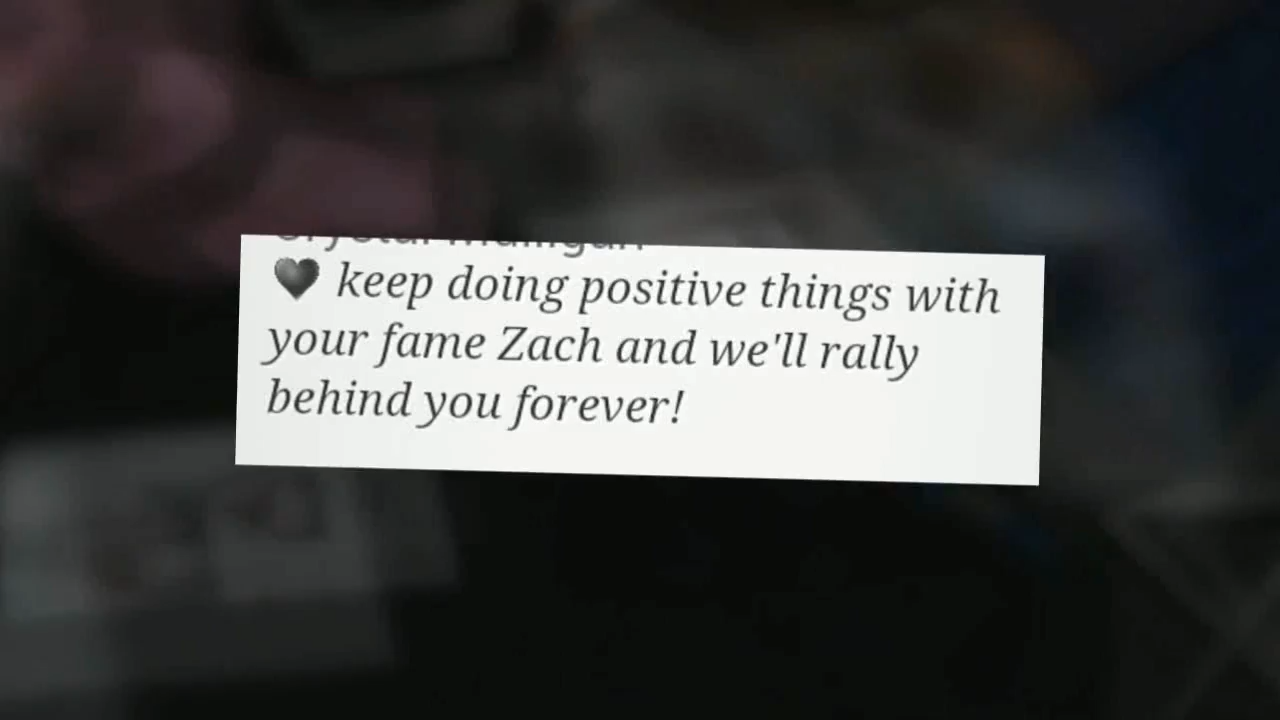 🖤 keep doing positive things with
your fame Zach and we'll rally
behind you forever!